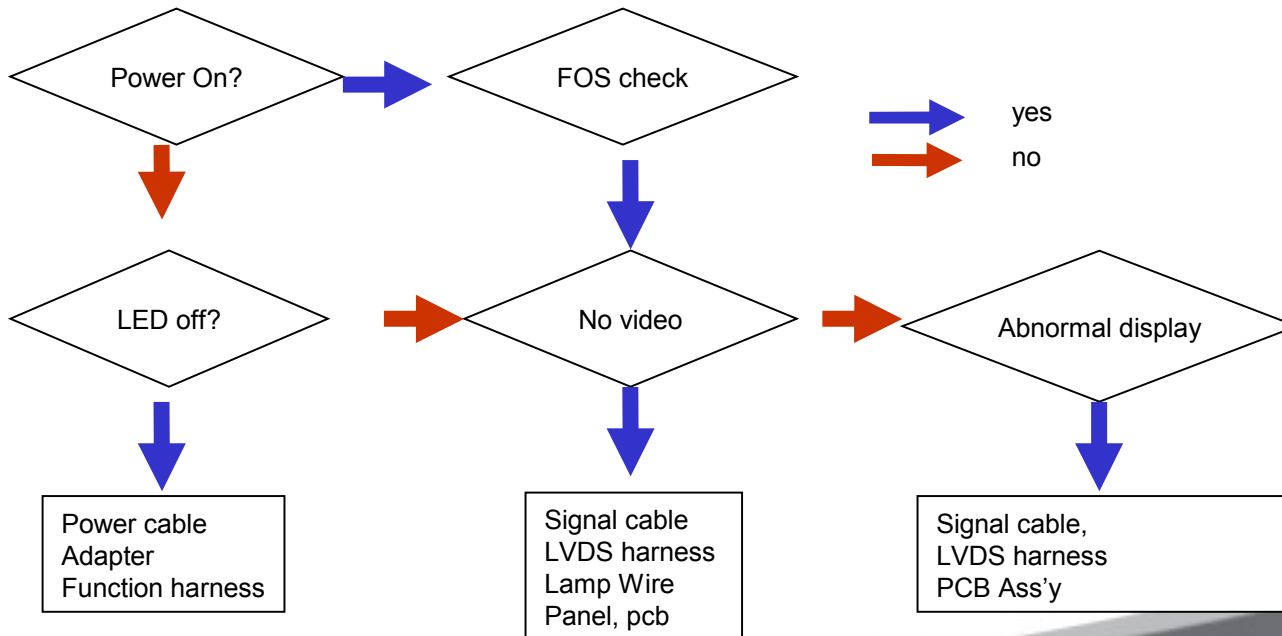 Power On?
FOS check
yes
no
LED off?
No video
Abnormal display
Power cable
Adapter
Function harness
Signal cable
LVDS harness
Lamp Wire
Panel, pcb
Signal cable,
LVDS harness
PCB Ass’y